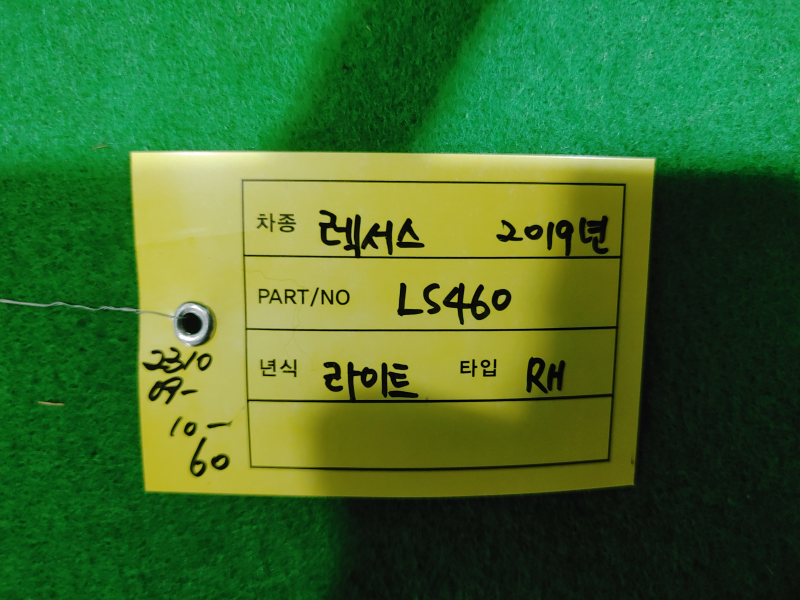 차종 렉서스 2019년
PART/NO LS460
년식 라이트 타입 RH
2310
09-
10-
60